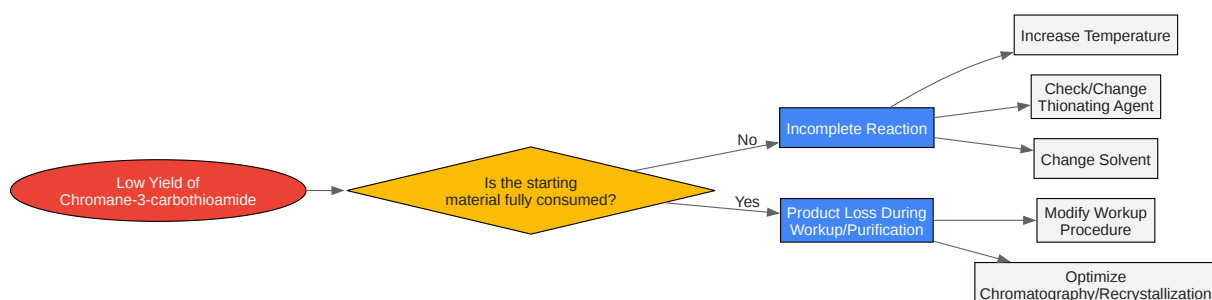 Low Yield of
Chromane-3-carbothioamide
Is the starting
material fully consumed?
No
Yes
Incomplete Reaction
Product Loss During
Workup/Purification
Increase Temperature
Check/Change
Thionating Agent
Change Solvent
Modify Workup
Procedure
Optimize
Chromatography/Recrystallization